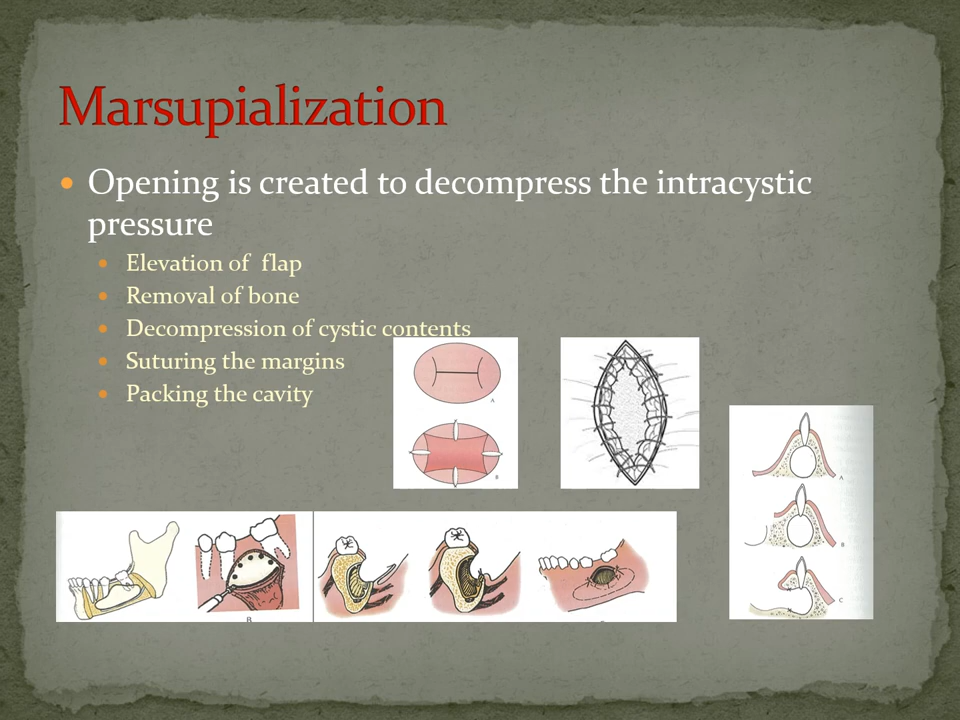 Marsupialization
Opening is created to decompress the intracystic
pressure
Elevation of flap
Removal of bone
Decompression of cystic contents
Suturing the margins
Packing the cavity
A
B
A
B
C
B